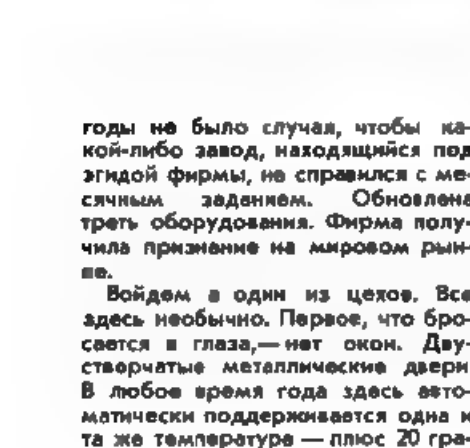 годы не было случая, чтобы ка-
кой-либо завод, находящийся под
эгидой фирмы, не справился с ме-
сячным заданием. Обновлена
треть оборудования. Фирма полу-
чила признание на мировом рын-
ке.
Войдем в один из цехов. Все
здесь необычно. Первое, что бро-
сается в глаза,— нет окон. Дву-
створчатые металлические двери
В любое время года здесь авто-
матически поддерживается одна и
та же температура — плюс 20 гра-